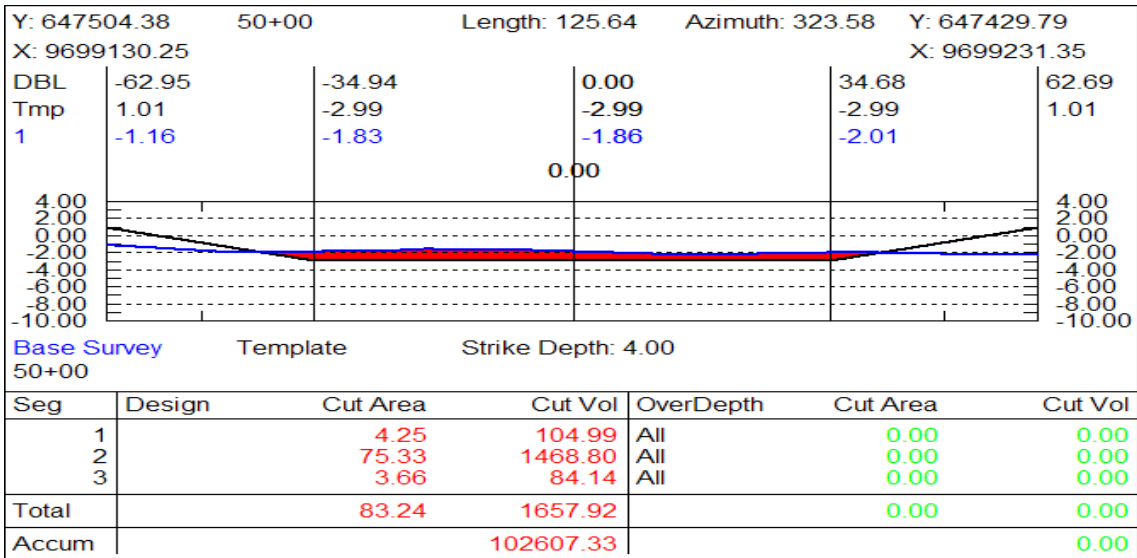 Y: 647504.38 50+00 Length: 125.64 Azimuth: 323.58 Y: 647429.79
X: 9699130.25 X: 9699231.35
DBL -62.95 -34.94 0.00 34.68 62.69
Tmp 1.01 -2.99 -2.99 -2.99 1.01
1 -1.16 -1.83 -1.86 -2.01
0.00
4.00 4.00
2.00 2.00
0.00 0.00
-2.00 -2.00
-4.00 -4.00
-6.00 -6.00
-8.00 -8.00
-10.00 -10.00
Base Survey Template Strike Depth: 4.00
50+00
Seg Design Cut Area Cut Vol OverDepth Cut Area Cut Vol
1 4.25 104.99 All 0.00 0.00
2 75.33 1468.80 All 0.00 0.00
3 3.66 84.14 All 0.00 0.00
Total 83.24 1657.92 0.00 0.00
Accum 102607.33 0.00